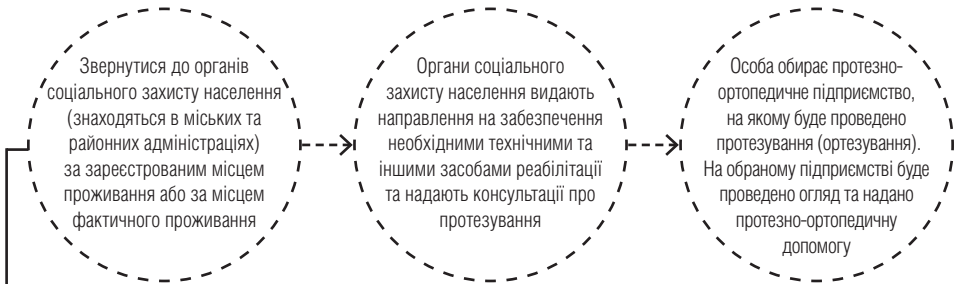 Звернутися до органів
соціального захисту населення
(знаходяться в міських та
районних адміністраціях)
за зареєстрованим місцем
проживання або за місцем
фактичного проживання
Органи соціального
захисту населення видають
направлення на забезпечення
необхідними технічними та
іншими засобами реабілітації
та надають консультації про
протезування
Особа обирає протезно-
ортопедичне підприємство,
на якому буде проведено
протезування (ортезування).
На обраному підприємстві буде
проведено огляд та надано
протезно-ортопедичну
допомогу